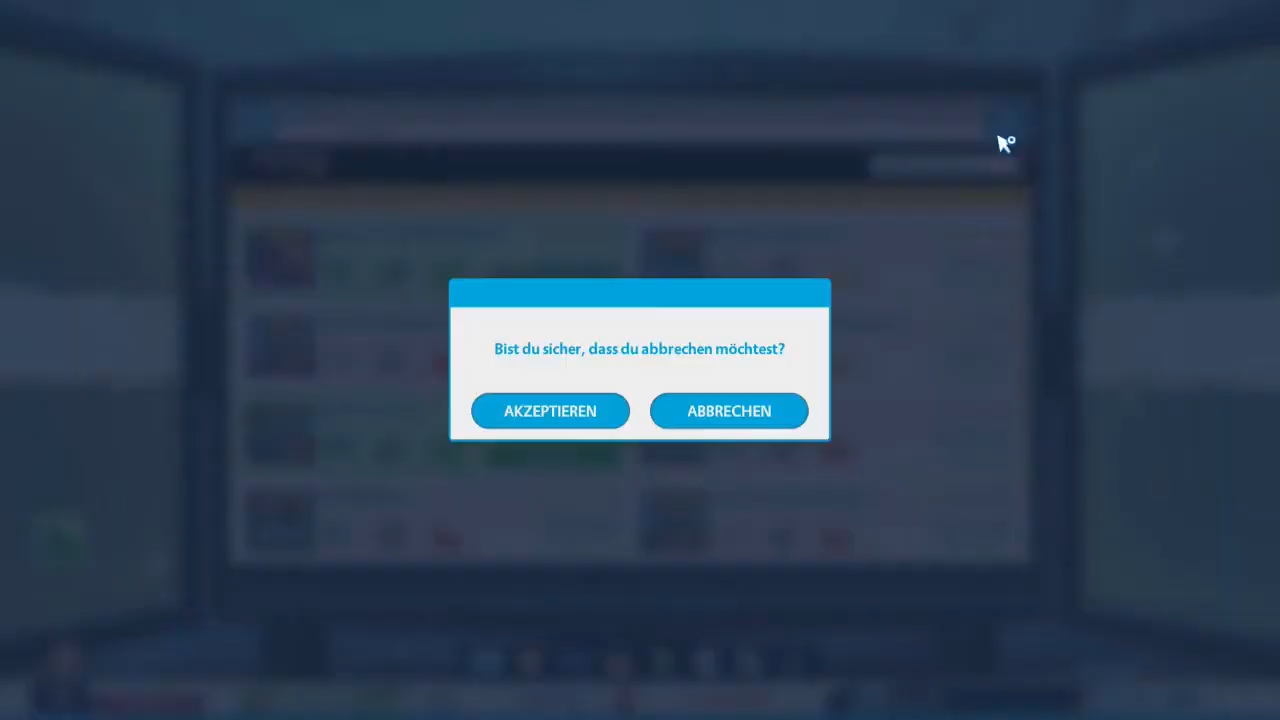 Bist du sicher, dass du abbrechen möchtest?
AKZEPTIEREN
ABBRECHEN